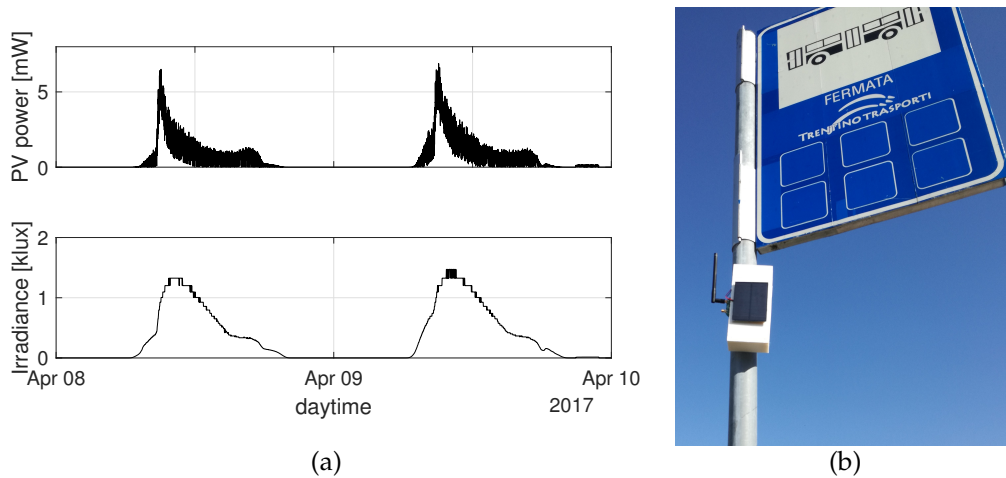 PV power [mW]
5
0
Irradiance [klux]
2
1
0
Apr 08
Apr 09
Apr 10
daytime
2017
(a)
FERMATA
TRENTINO TRASPORTI
(b)